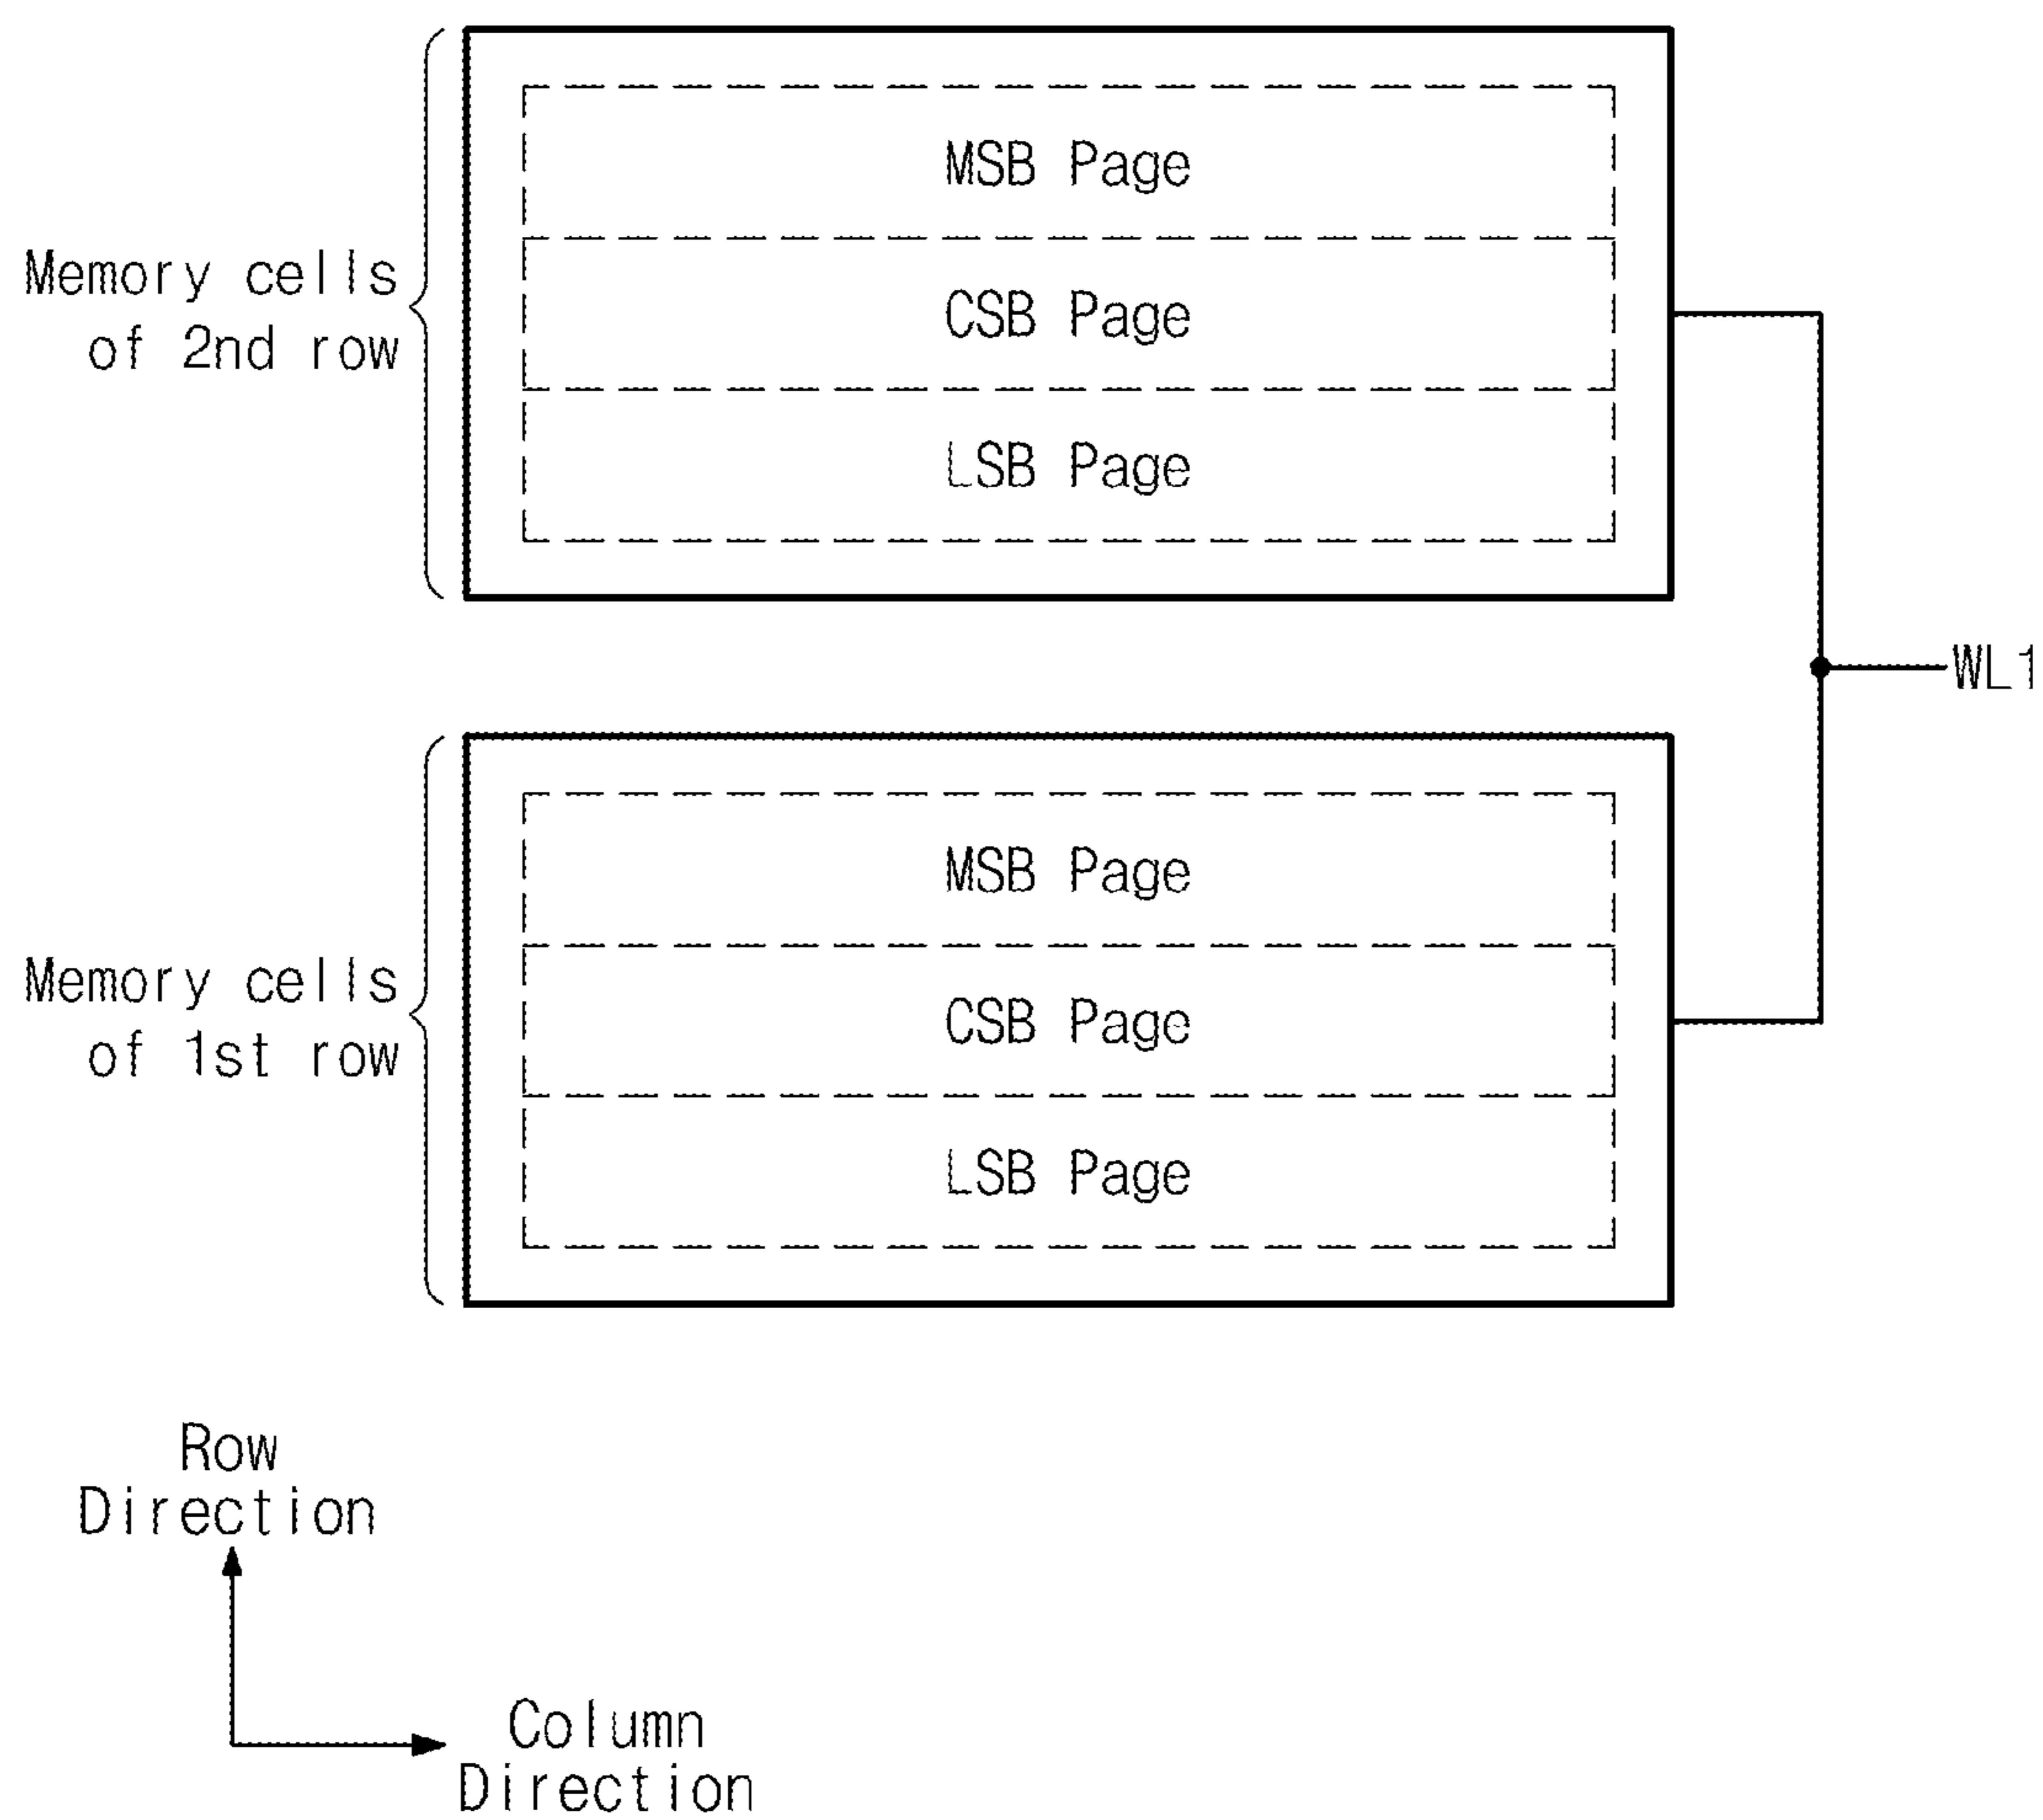 MSB Page
Memory cells
of 2nd row
CSB Page
LSB Page
WL1
MSB Page
Memory cells
of 1st row
CSB Page
LSB Page
Row
Direction
Column
Direction